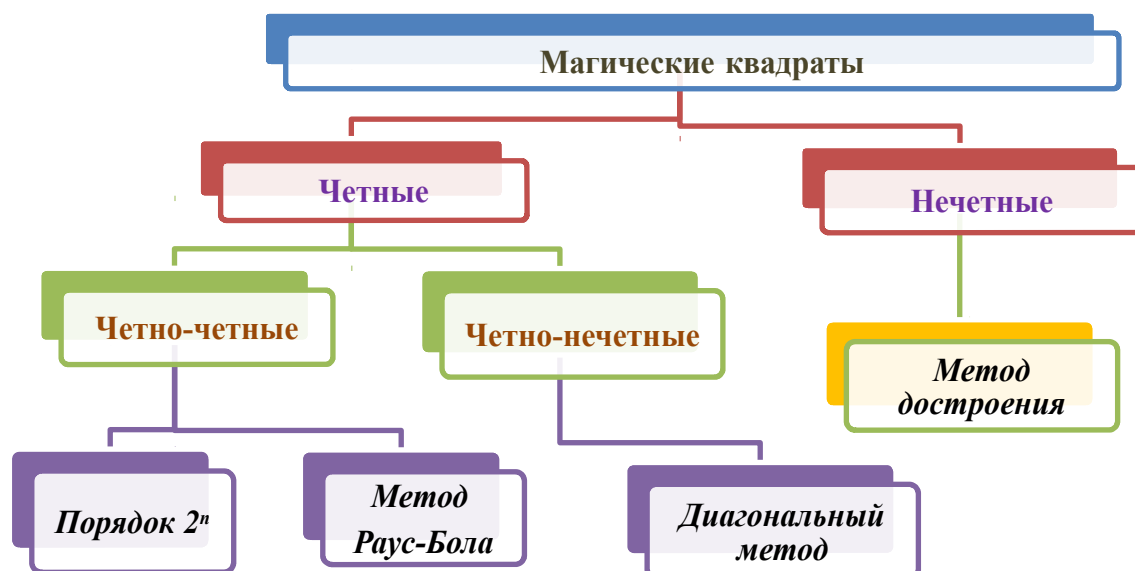 Магические квадраты
Четные
Нечетные
Четно-четные
Четно-нечетные
Метод
достроения
Порядок 2ⁿ
Метод
Раус-Бола
Диагональный
метод